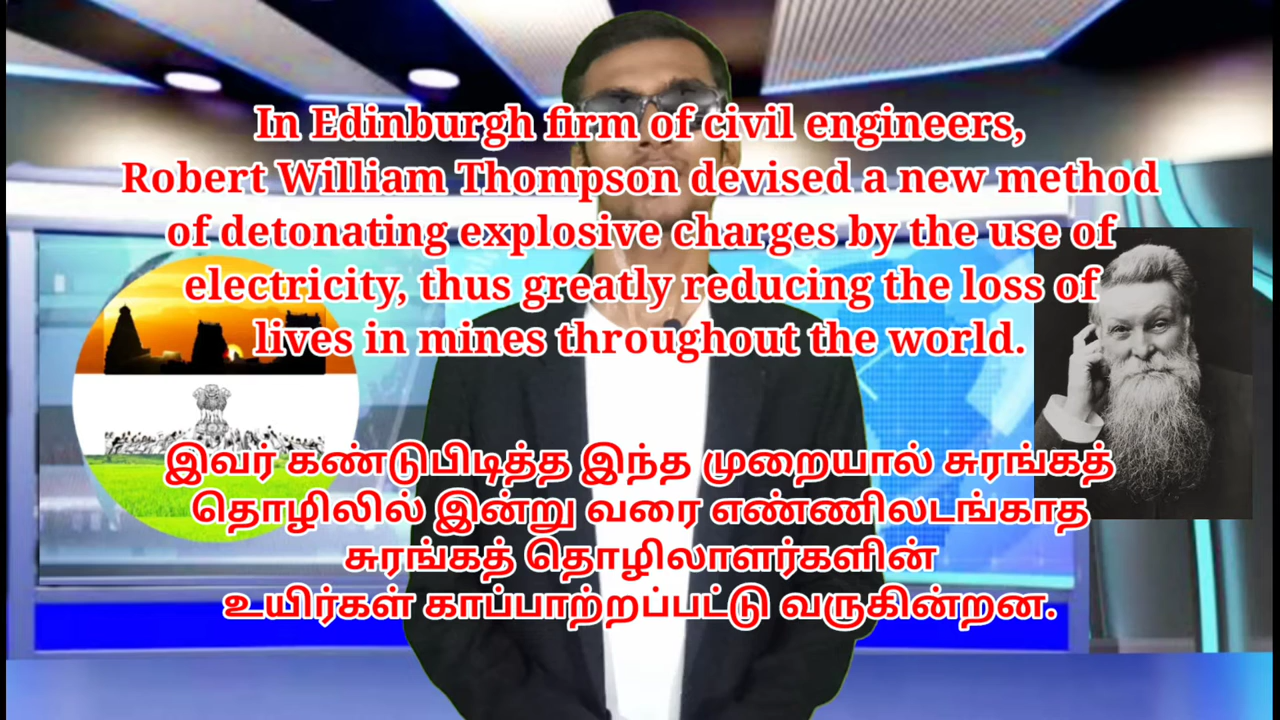 In Edinburgh firm of civil engineers,
Robert William Thompson devised a new method
of detonating explosive charges by the use of
electricity, thus greatly reducing the loss of
lives in mines throughout the world.
இவர் கண்டுபிடித்த இந்த முறையால் சுரங்கத்
தொழிலில் இன்று வரை எண்ணிலடங்காத
சுரங்கத் தொழிலாளர்களின்
உயிர்கள் காப்பாற்றப்பட்டு வருகின்றன.